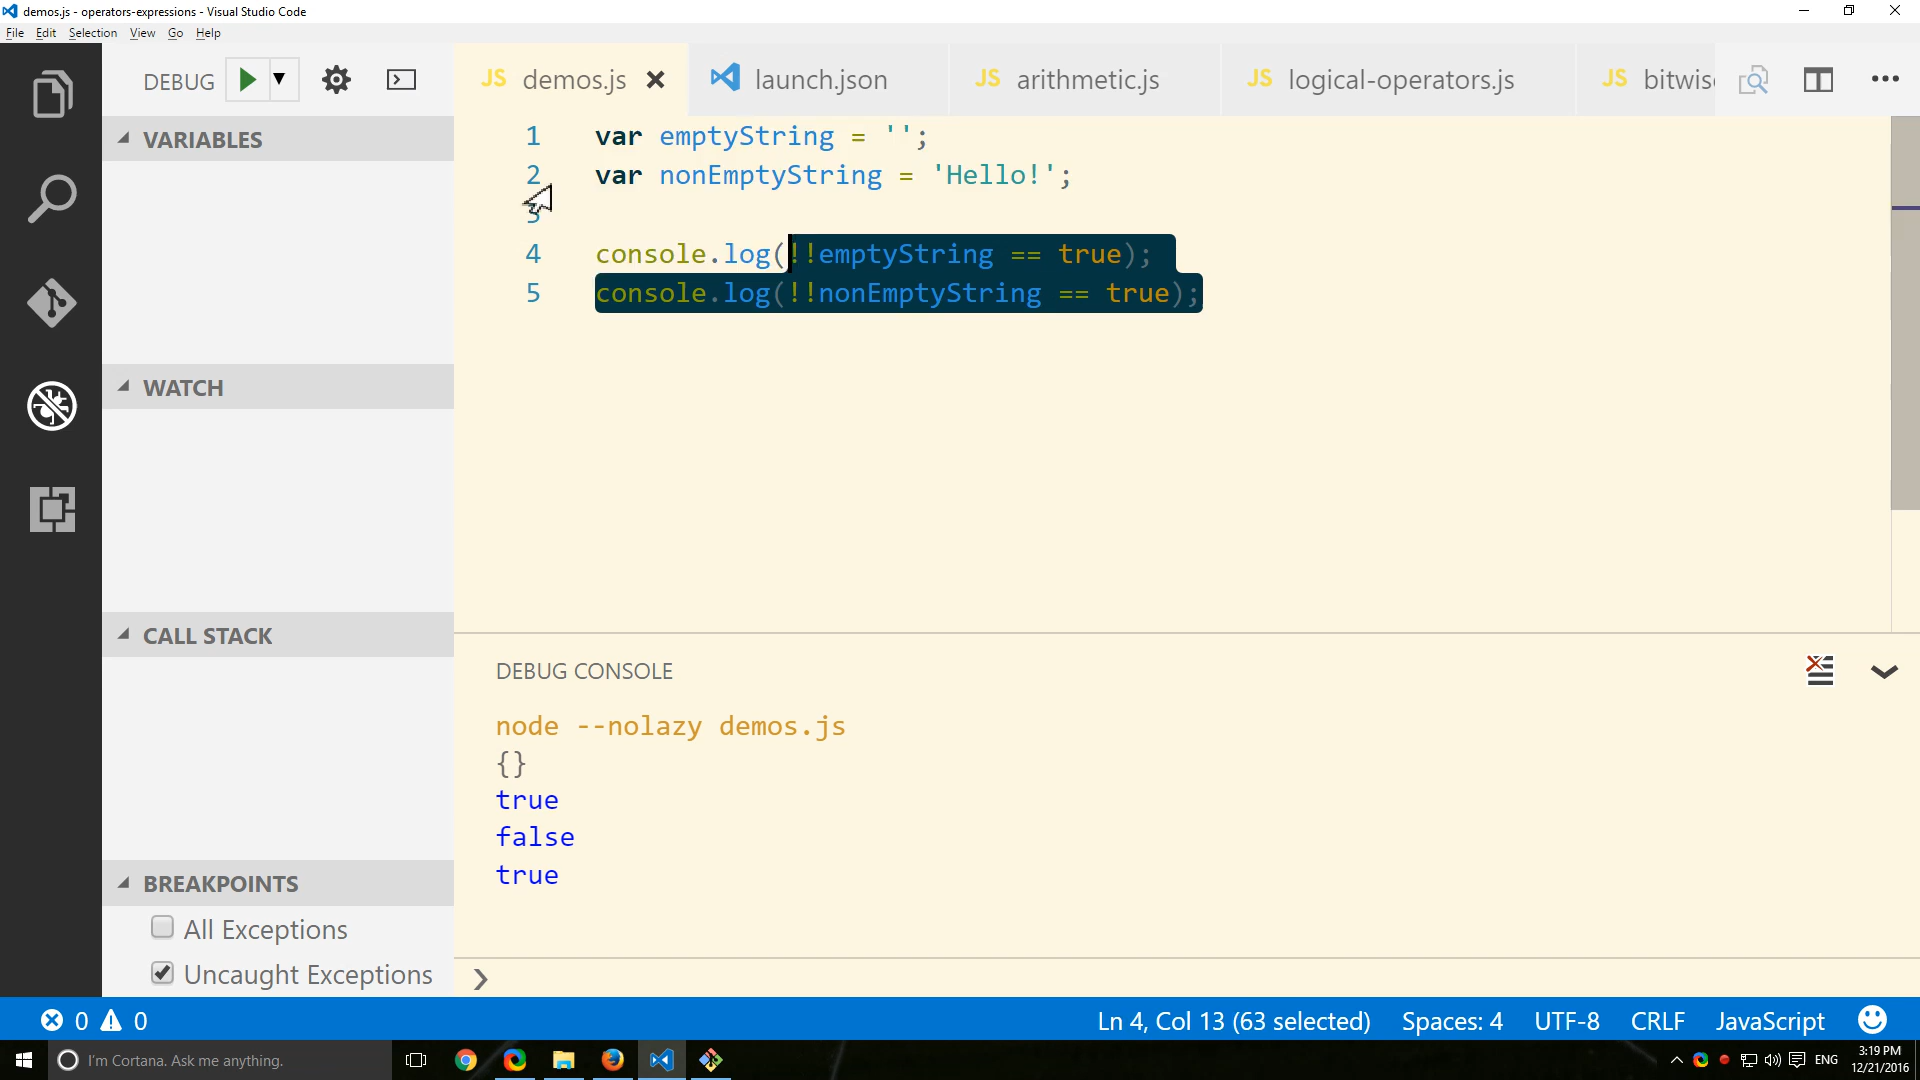 demos.js - operators-expressions - Visual Studio Code
File Edit Selection View Go Help
DEBUG
JS demos.js
launch.json
JS arithmetic.js
JS logical-operators.js
JS bitwis
VARIABLES
WATCH
CALL STACK
BREAKPOINTS
All Exceptions
Uncaught Exceptions
1 var emptyString = '';
2 var nonEmptyString = 'Hello!';
3
4 console.log(!!emptyString == true);
5 console.log(!!nonEmptyString == true);
DEBUG CONSOLE
node --nolazy demos.js
{}
true
false
true
0 0
Ln 4, Col 13 (63 selected) Spaces: 4 UTF-8 CRLF JavaScript
I'm Cortana. Ask me anything.
ENG
3:19 PM
12/21/2016